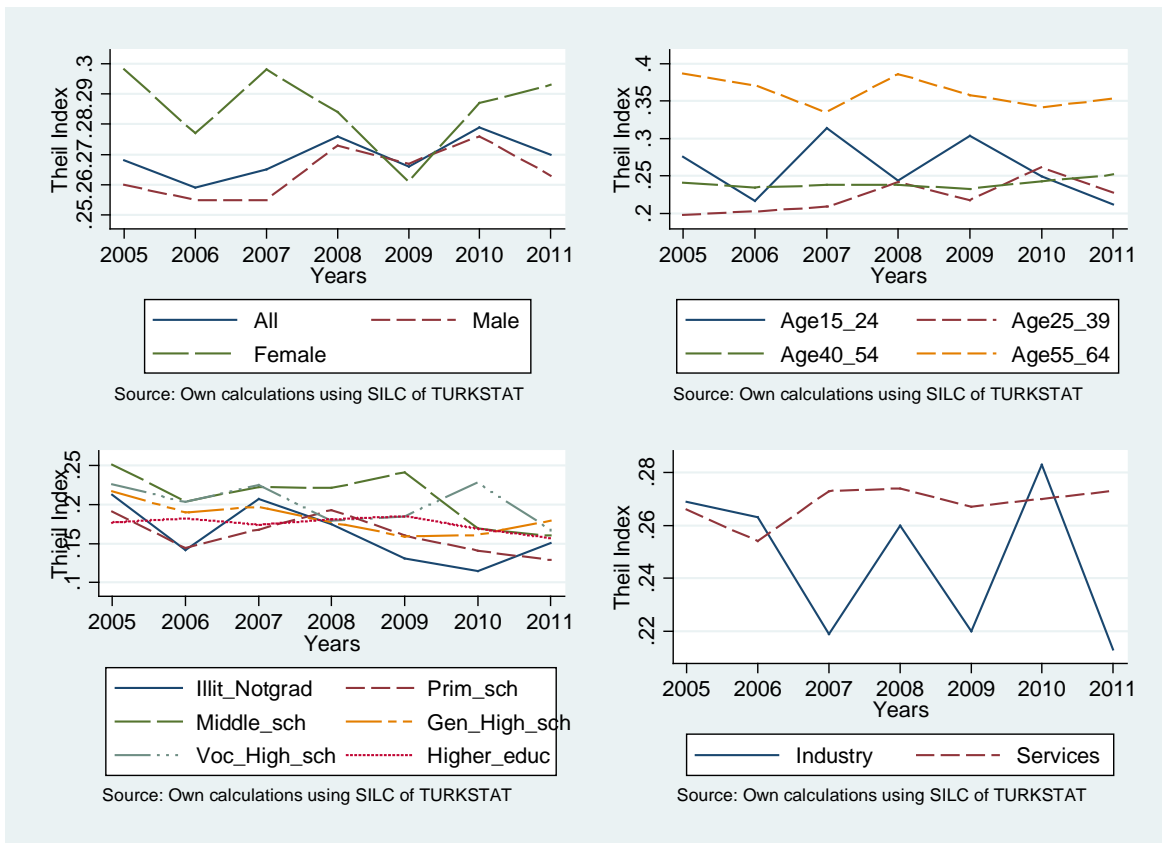 Theil Index
.25 .26 .27 .28 .29 .3
2005 2006 2007 2008 2009 2010 2011
Years
All Male
Female
Source: Own calculations using SILC of TURKSTAT
Theil Index
.2 .25 .3 .35 .4
2005 2006 2007 2008 2009 2010 2011
Years
Age15_24 Age25_39
Age40_54 Age55_64
Source: Own calculations using SILC of TURKSTAT
Thieil Index
.1 .15 .2 .25
2005 2006 2007 2008 2009 2010 2011
Years
Illit_Notgrad Prim_sch
Middle_sch Gen_High_sch
Voc_High_sch Higher_educ
Source: Own calculations using SILC of TURKSTAT
Theil Index
.22 .24 .26 .28
2005 2006 2007 2008 2009 2010 2011
Years
Industry Services
Source: Own calculations using SILC of TURKSTAT